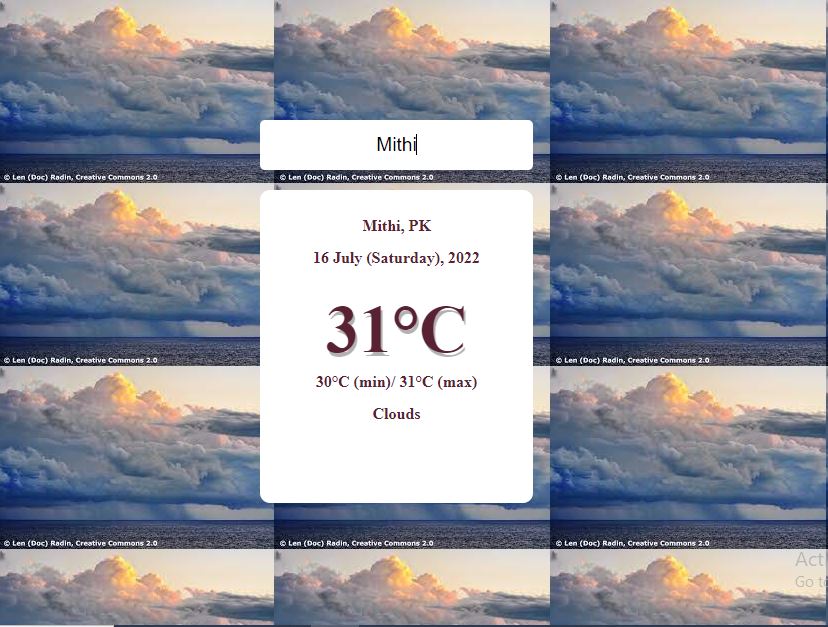 Mithi
© Len (Doc) Radin, Creative Commons 2.0
© Len (Doc) Radin, Creative Commons 2.0
© Len (Doc) Radin, Creative Commons 2.0
Mithi, PK
16 July (Saturday), 2022
31°C
© Len (Doc) Radin, Creative Commons 2.0
© Len (Doc) Radin, Creative Commons 2.0
30°C (min)/ 31°C (max)
Clouds
© Len (Doc) Radin, Creative Commons 2.0
© Len (Doc) Radin, Creative Commons 2.0
© Len (Doc) Radin, Creative Commons 2.0
Act
Go to